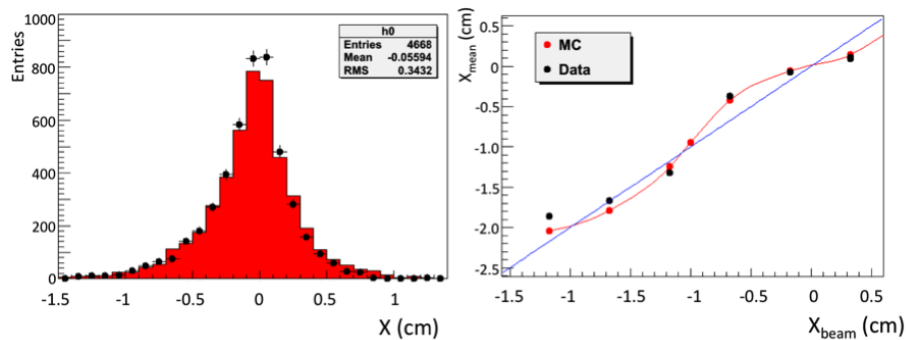 1000
800
600
400
200
0
Entries
h0
Entries 4668
Mean -0.05594
RMS 0.3432
-1.5 -1 -0.5 0 0.5 1
X (cm)
0.5
0
-0.5
-1.0
-1.5
-2.0
-2.5
Xmean (cm)
MC
Data
-1.5 -1 -1 -1 -0.5 0 0.5
Xbeam (cm)